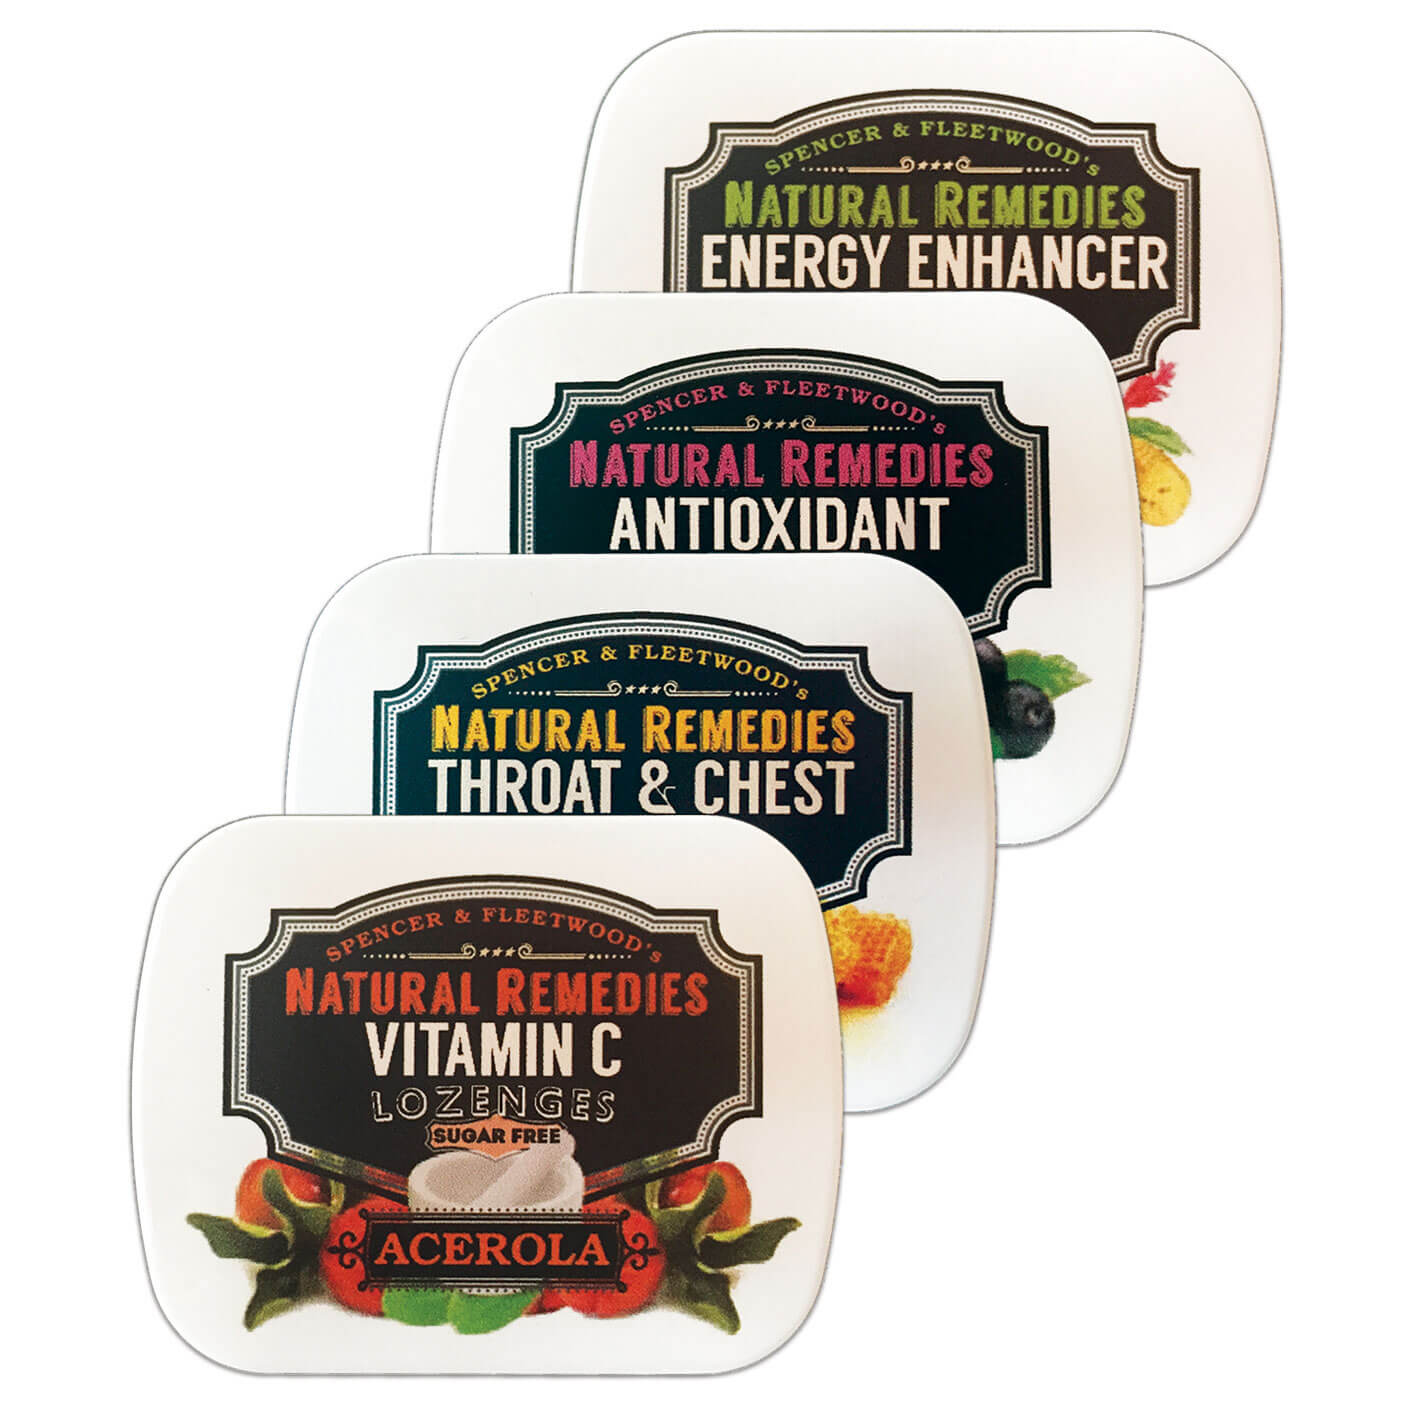 SPENCER & FLEETWOOD'S
NATURAL REMEDIES
ENERGY ENHANCER
SPENCER & FLEETWOOD'S
NATURAL REMEDIES
ANTIOXIDANT
SPENCER & FLEETWOOD'S
NATURAL REMEDIES
THROAT & CHEST
SPENCER & FLEETWOOD'S
NATURAL REMEDIES
VITAMIN C
LOZENGES
SUGAR FREE
ACEROLA